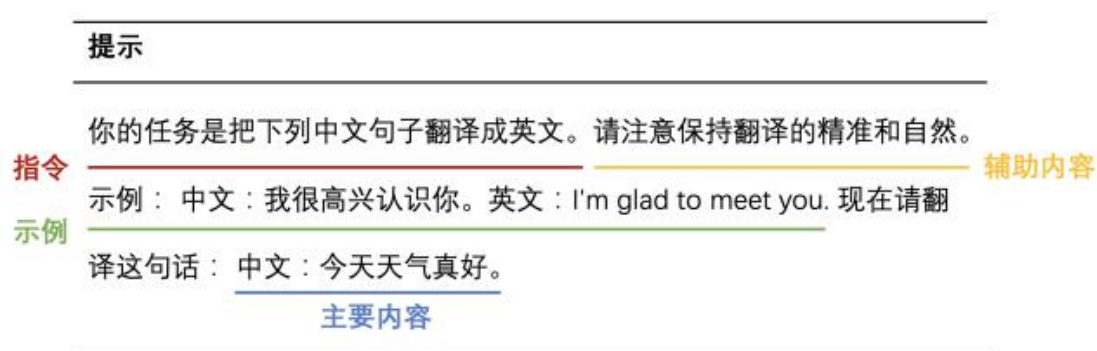 提示
你的任务是把下列中文句子翻译成英文。请注意保持翻译的精准和自然。
指令
辅助内容
示例： 中文：我很高兴认识你。英文：I'm glad to meet you. 现在请翻
示例
译这句话： 中文：今天天气真好。
主要内容